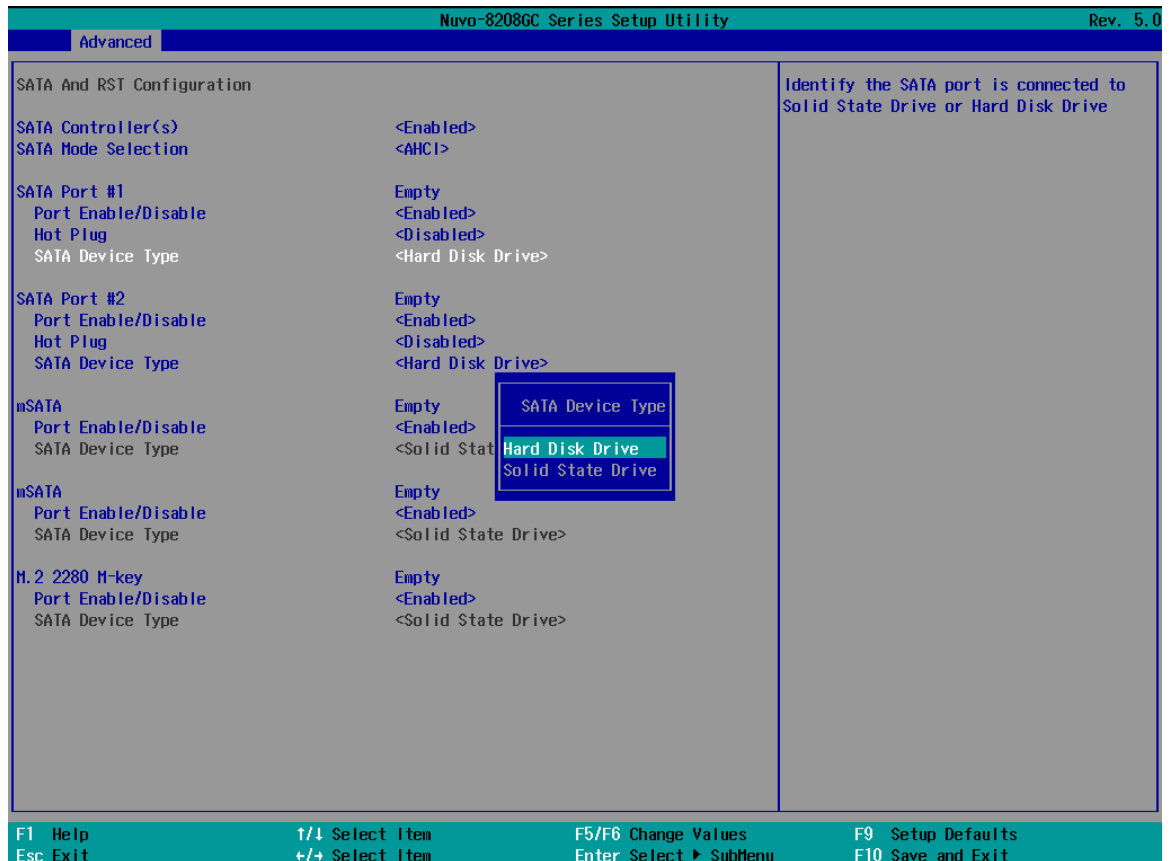 Nuvo-8208GC Series Setup Utility Rev. 5.0
Advanced
SATA And RST Configuration
SATA Controller(s) <Enabled>
SATA Mode Selection <AHCI>
SATA Port #1 Empty
Port Enable/Disable <Enabled>
Hot Plug <Disabled>
SATA Device Type <Hard Disk Drive>
SATA Port #2 Empty
Port Enable/Disable <Enabled>
Hot Plug <Disabled>
SATA Device Type <Hard Disk Drive>
mSATA Empty
Port Enable/Disable <Enabled>
SATA Device Type <Solid Stat
mSATA Empty
Port Enable/Disable <Enabled>
SATA Device Type <Solid State Drive>
M.2 2280 M-key Empty
Port Enable/Disable <Enabled>
SATA Device Type <Solid State Drive>
SATA Device Type
Hard Disk Drive
Solid State Drive
Identify the SATA port is connected to
Solid State Drive or Hard Disk Drive
F1 Help ↑/↓ Select Item F5/F6 Change Values F9 Setup Defaults
Esc Exit ←/→ Select Item Enter Select ▶ SubMenu F10 Save and Exit